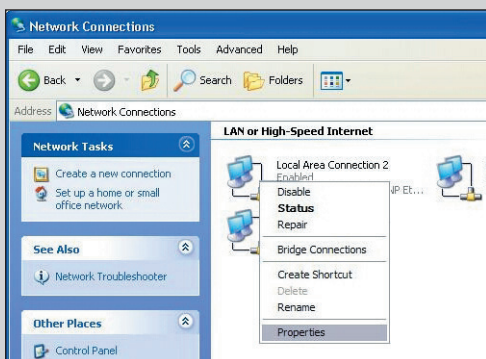 Network Connections
File Edit View Favorites Tools Advanced Help
Back Search Folders
Address Network Connections
Network Tasks
Create a new connection
Set up a home or small
office network
See Also
Network Troubleshooter
Other Places
Control Panel
LAN or High-Speed Internet
Local Area Connection 2
Enabled
Disable
Status
Repair
Bridge Connections
Create Shortcut
Delete
Rename
Properties